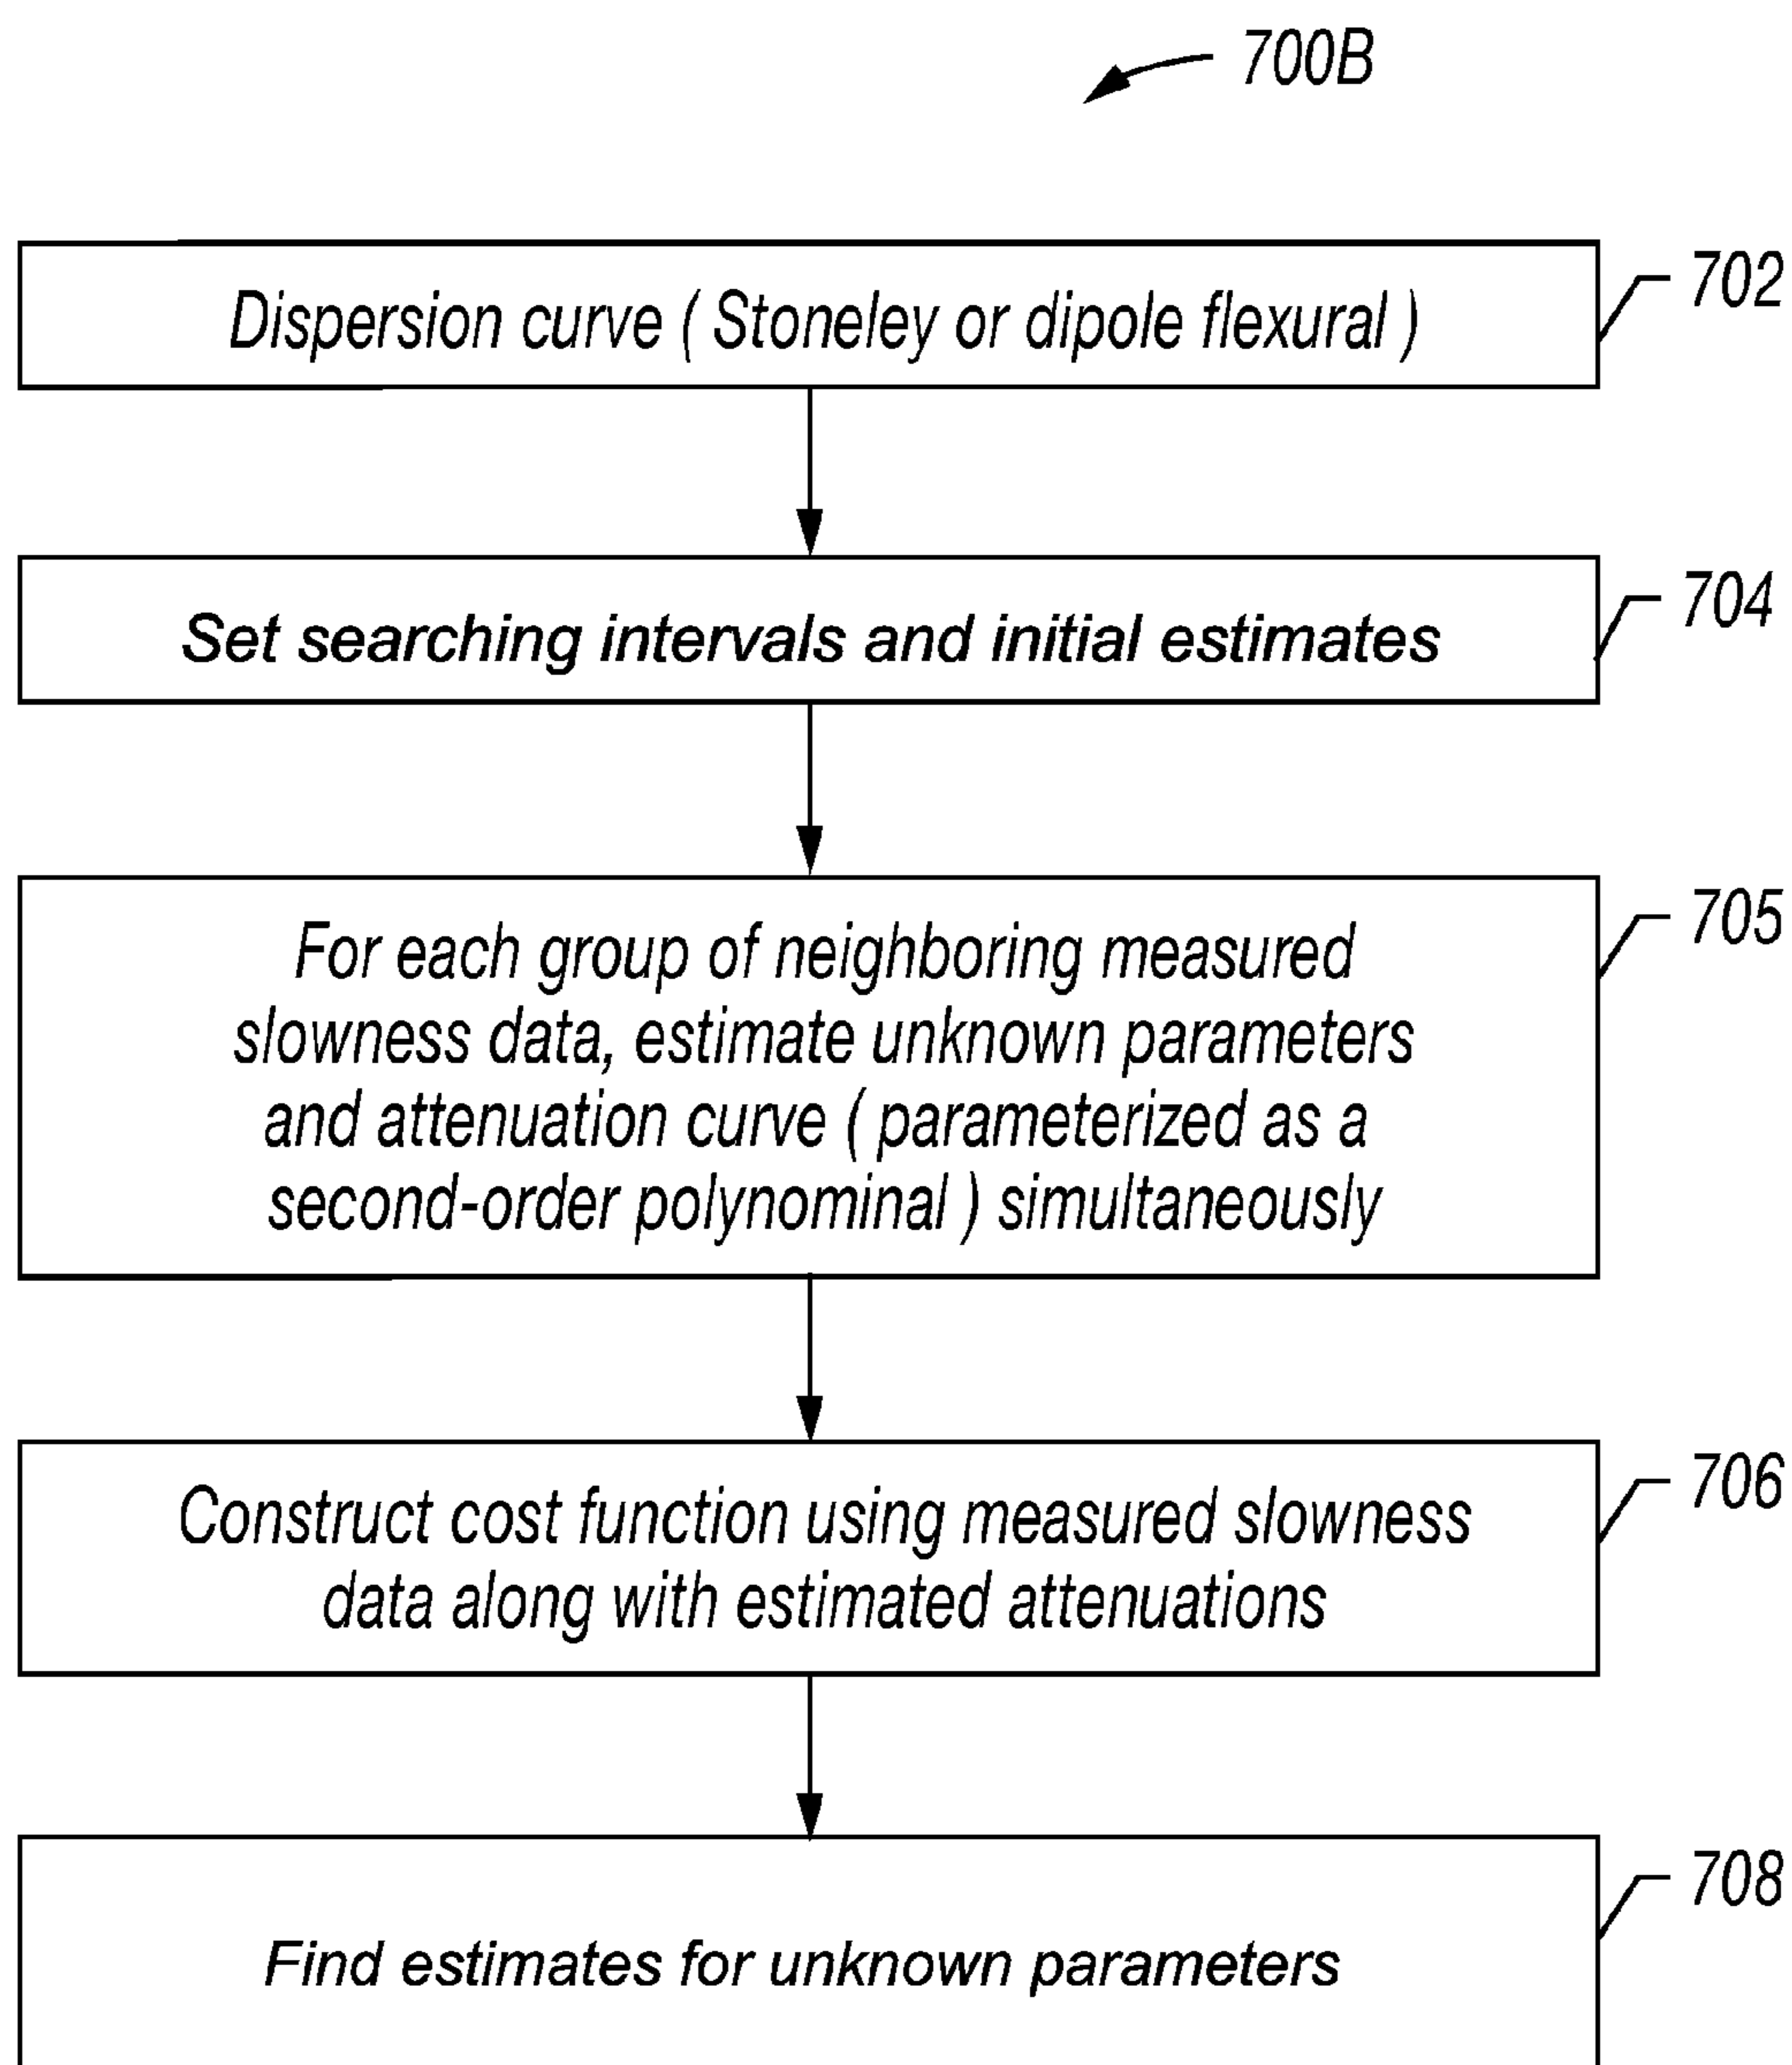 700B
Dispersion curve ( Stoneley or dipole flexural )
702
Set searching intervals and initial estimates
704
For each group of neighboring measured
slowness data, estimate unknown parameters
and attenuation curve ( parameterized as a
second-order polynominal ) simultaneously
705
Construct cost function using measured slowness
data along with estimated attenuations
706
Find estimates for unknown parameters
708